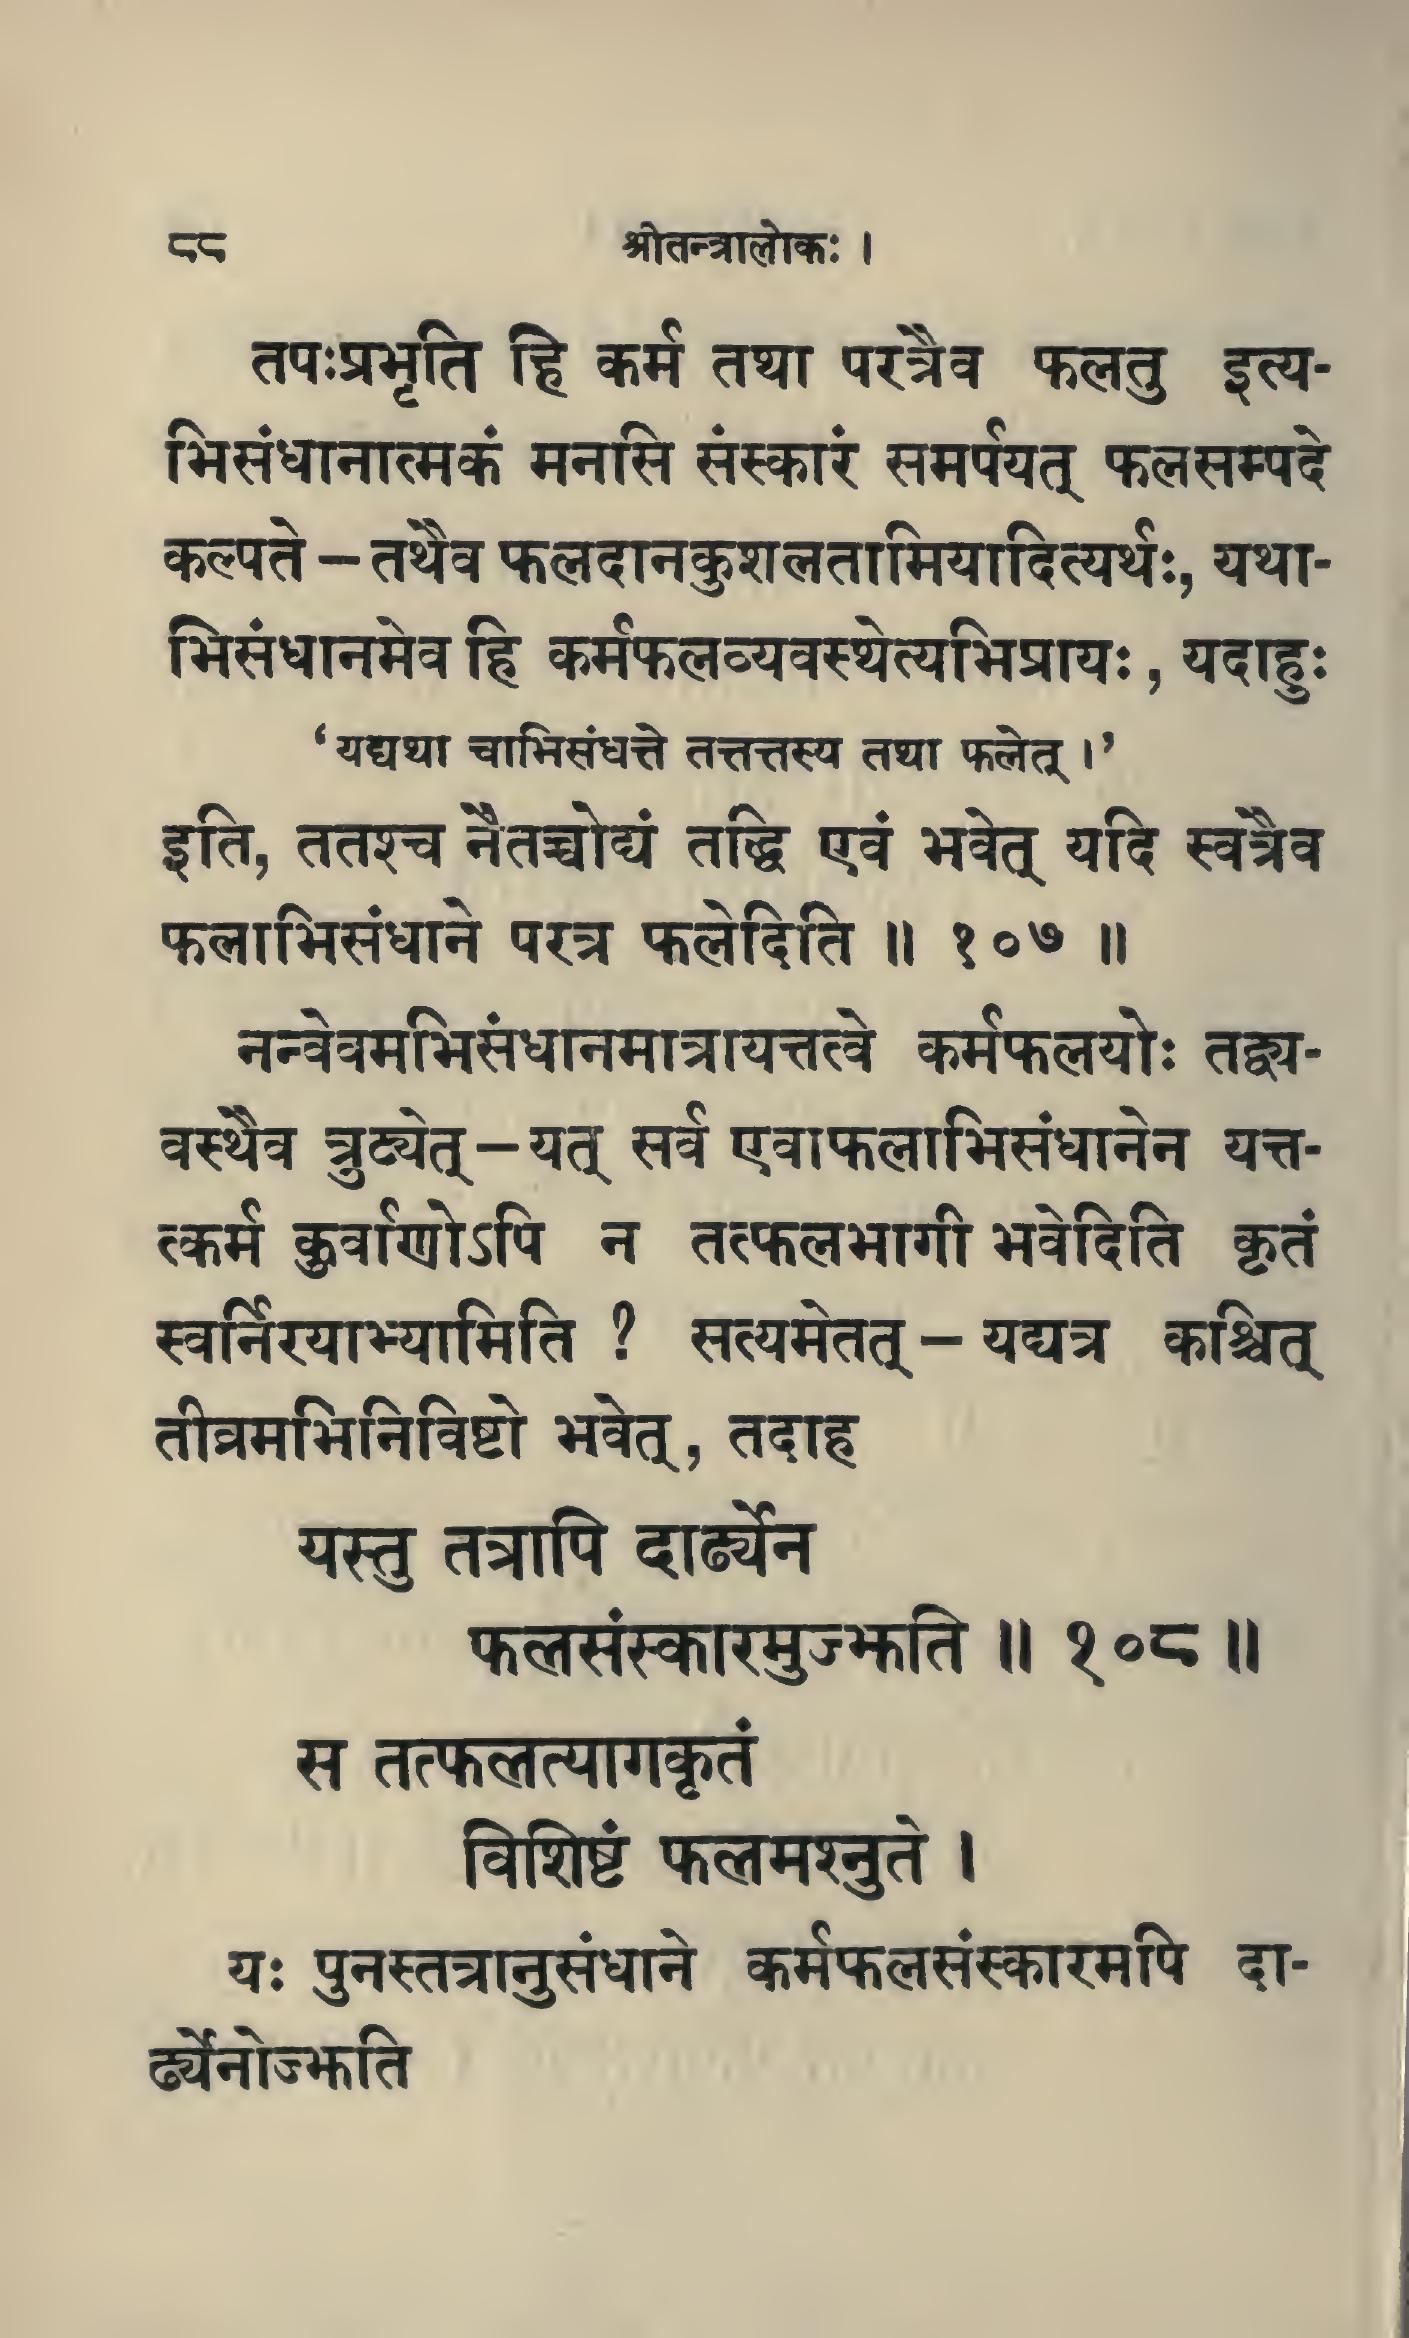 ८८ श्रीतन्त्रालोकः ।
तपःप्रभृति हि कर्म तथा परत्रैव फलतु इत्य-
भिसंधानात्मकं मनसि संस्कारं समर्पयत् फलसम्पदे
कल्पते – तथैव फलदानकुशलतामियादित्यर्थः, यथा-
भिसंधानमेव हि कर्मफलव्यवस्थेत्यभिप्रायः, यदाहुः
‘यद्यथा चाभिसंधत्ते तत्तत्तस्य तथा फलेत् ।’
इति, ततश्च नैतच्चोद्यं तद्धि एवं भवेत् यदि स्वत्रैव
फलाभिसंधाने परत्र फलेदिति ॥ १०७ ॥
नन्वेवमभिसंधानमात्रायत्तत्वे कर्मफलयोः तद्व्य-
वस्थैव त्रुट्येत् – यत् सर्व एवाफलाभिसंधानेन यत्त-
त्कर्म कुर्वाणोऽपि न तत्फलभागी भवेदिति कृतं
स्वर्निरयाभ्यामिति ? सत्यमेतत् – यद्यत्र कश्चित्
तीव्रमभिनिविष्टो भवेत्, तदाह
यस्तु तत्रापि दार्ढ्येन
फलसंस्कारमुज्झति ॥ १०८ ॥
स तत्फलत्यागकृतं
विशिष्टं फलमश्नुते ।
यः पुनस्तत्रानुसंधाने कर्मफलसंस्कारमपि दा-
र्ढ्येनोज्झति